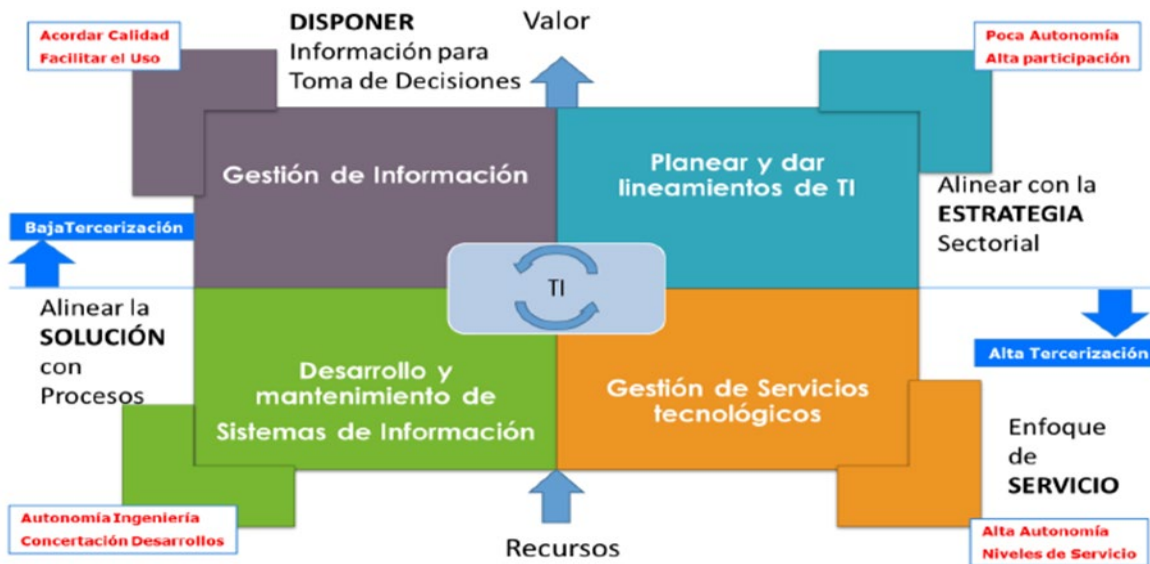 Acordar Calidad
Facilitar el Uso
DISPONER
Información para
Toma de Decisiones
Valor
Poca Autonomía
Alta participación
Gestión de Información
Planear y dar
lineamientos de TI
Alinear con la
ESTRATEGIA
Sectorial
BajaTercerización
TI
Alinear la
SOLUCIÓN
con
Procesos
Alta Tercerización
Desarrollo y
mantenimiento de
Sistemas de Información
Gestión de Servicios
tecnológicos
Enfoque
de
SERVICIO
Autonomía Ingeniería
Concertación Desarrollos
Recursos
Alta Autonomía
Niveles de Servicio